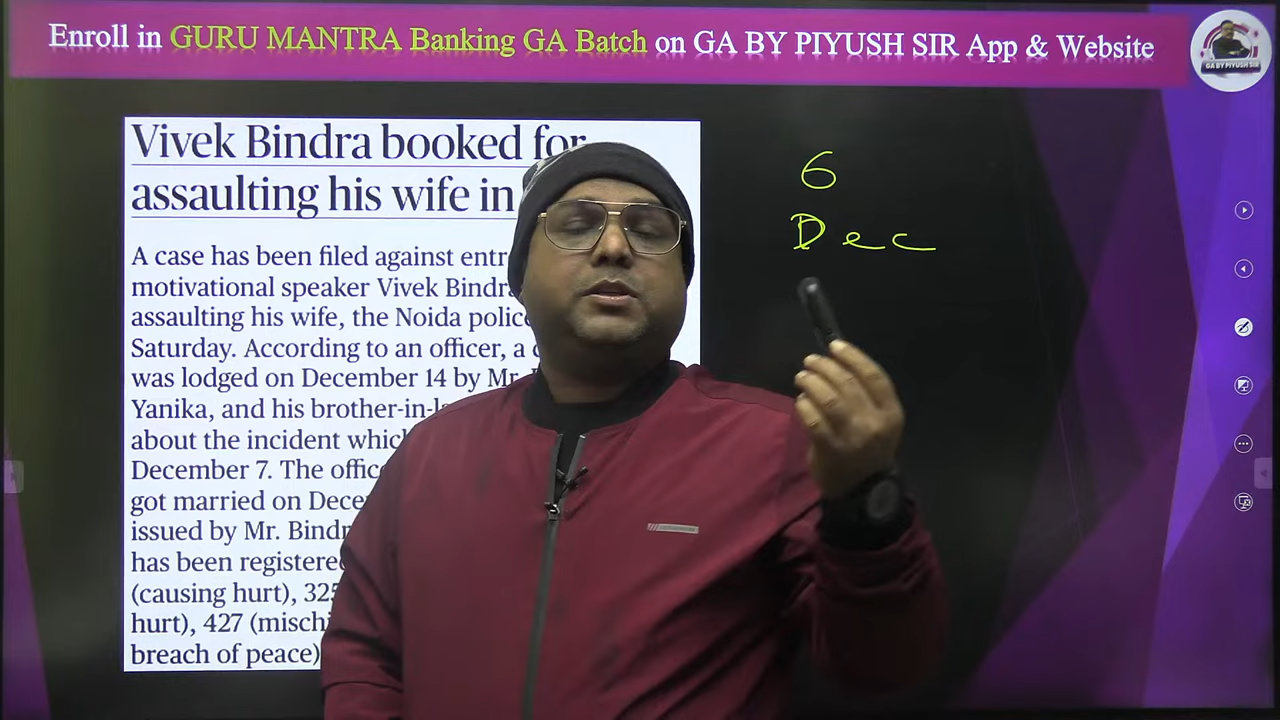 Enroll in GURU MANTRA Banking GA Batch on GA BY PIYUSH SIR App & Website
GA BY PIYUSH SIR
Vivek Bindra booked for
assaulting his wife in
A case has been filed against entr
motivational speaker Vivek Bindra
assaulting his wife, the Noida police
Saturday. According to an officer, a
was lodged on December 14 by Mr.
Yanika, and his brother-in-la
about the incident which
December 7. The office
got married on Dece
issued by Mr. Bindr
has been registered
(causing hurt), 325
hurt), 427 (mischi
breach of peace)
6
Dec